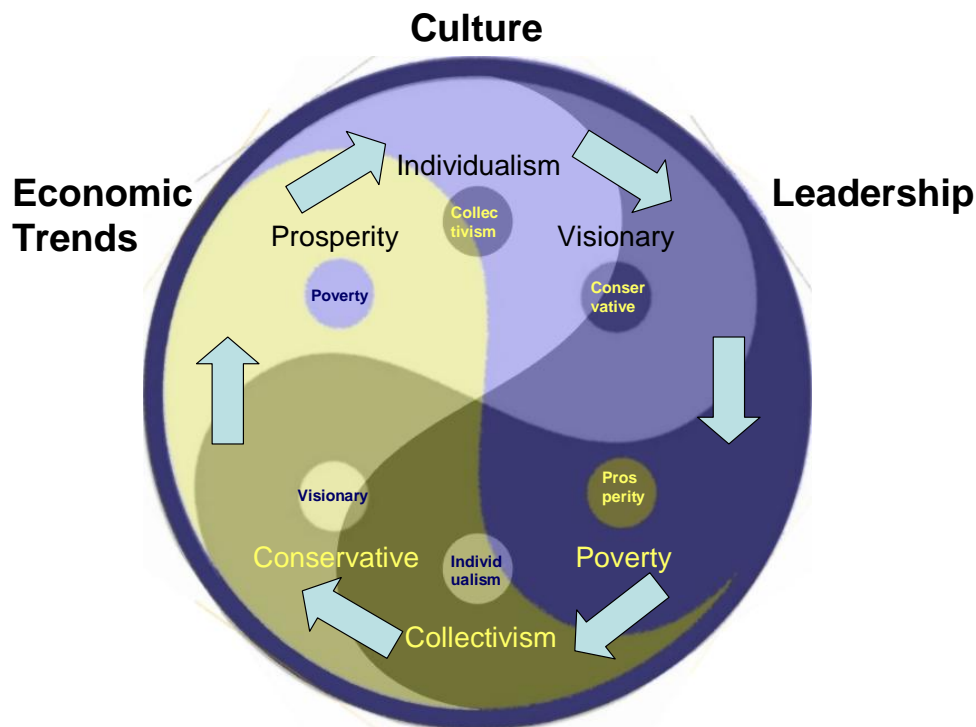 Culture
Economic
Trends
Leadership
Individualism
Collec
tivism
Prosperity
Visionary
Poverty
Conser
vative
Visionary
Pros
perity
Conservative
Individ
ualism
Poverty
Collectivism